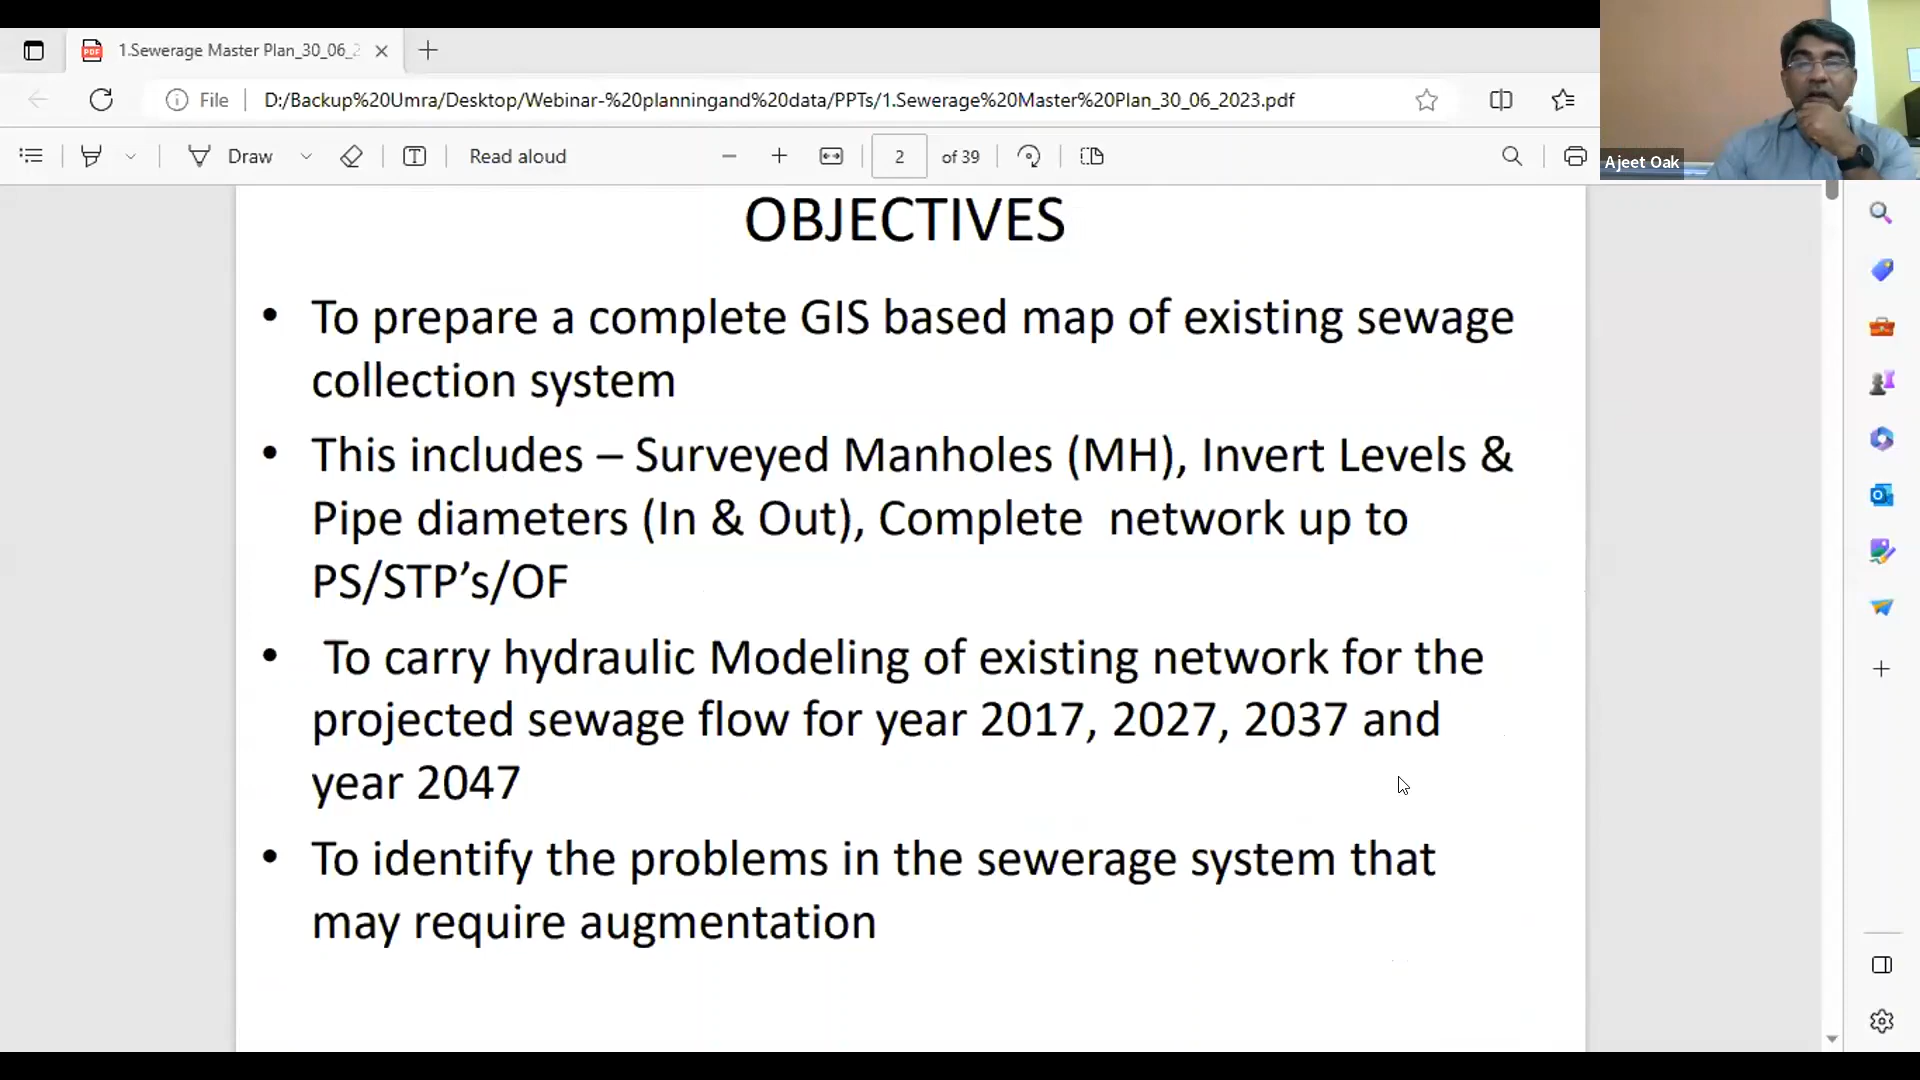 1.Sewerage Master Plan_30_06_2
File
D:/Backup%20Umra/Desktop/Webinar-%20planningand%20data/PPTs/1.Sewerage%20Master%20Plan_30_06_2023.pdf
Draw
Read aloud
2
of 39
Ajeet Oak
OBJECTIVES
• To prepare a complete GIS based map of existing sewage
collection system
• This includes – Surveyed Manholes (MH), Invert Levels &
Pipe diameters (In & Out), Complete network up to
PS/STP’s/OF
• To carry hydraulic Modeling of existing network for the
projected sewage flow for year 2017, 2027, 2037 and
year 2047
• To identify the problems in the sewerage system that
may require augmentation